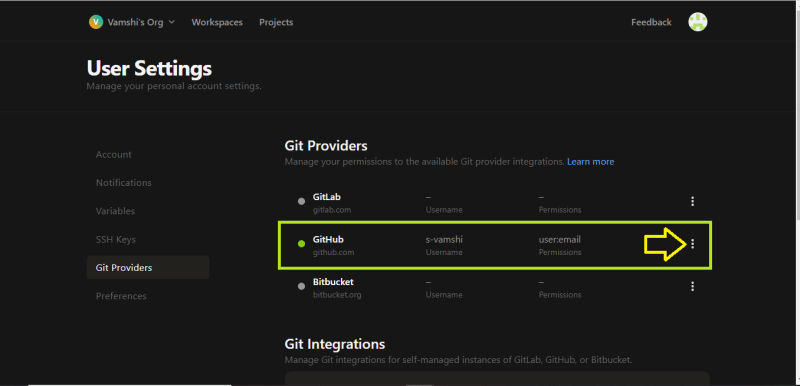 V Vamshi's Org Workspaces Projects Feedback
User Settings
Manage your personal account settings.
Account
Notifications
Variables
SSH Keys
Git Providers
Preferences
Git Providers
Manage your permissions to the available Git provider integrations. Learn more
GitLab – –
gitlab.com Username Permissions
GitHub s-vamshi user:email
github.com Username Permissions
Bitbucket – –
bitbucket.org Username Permissions
Git Integrations
Manage Git integrations for self-managed instances of GitLab, GitHub, or Bitbucket.